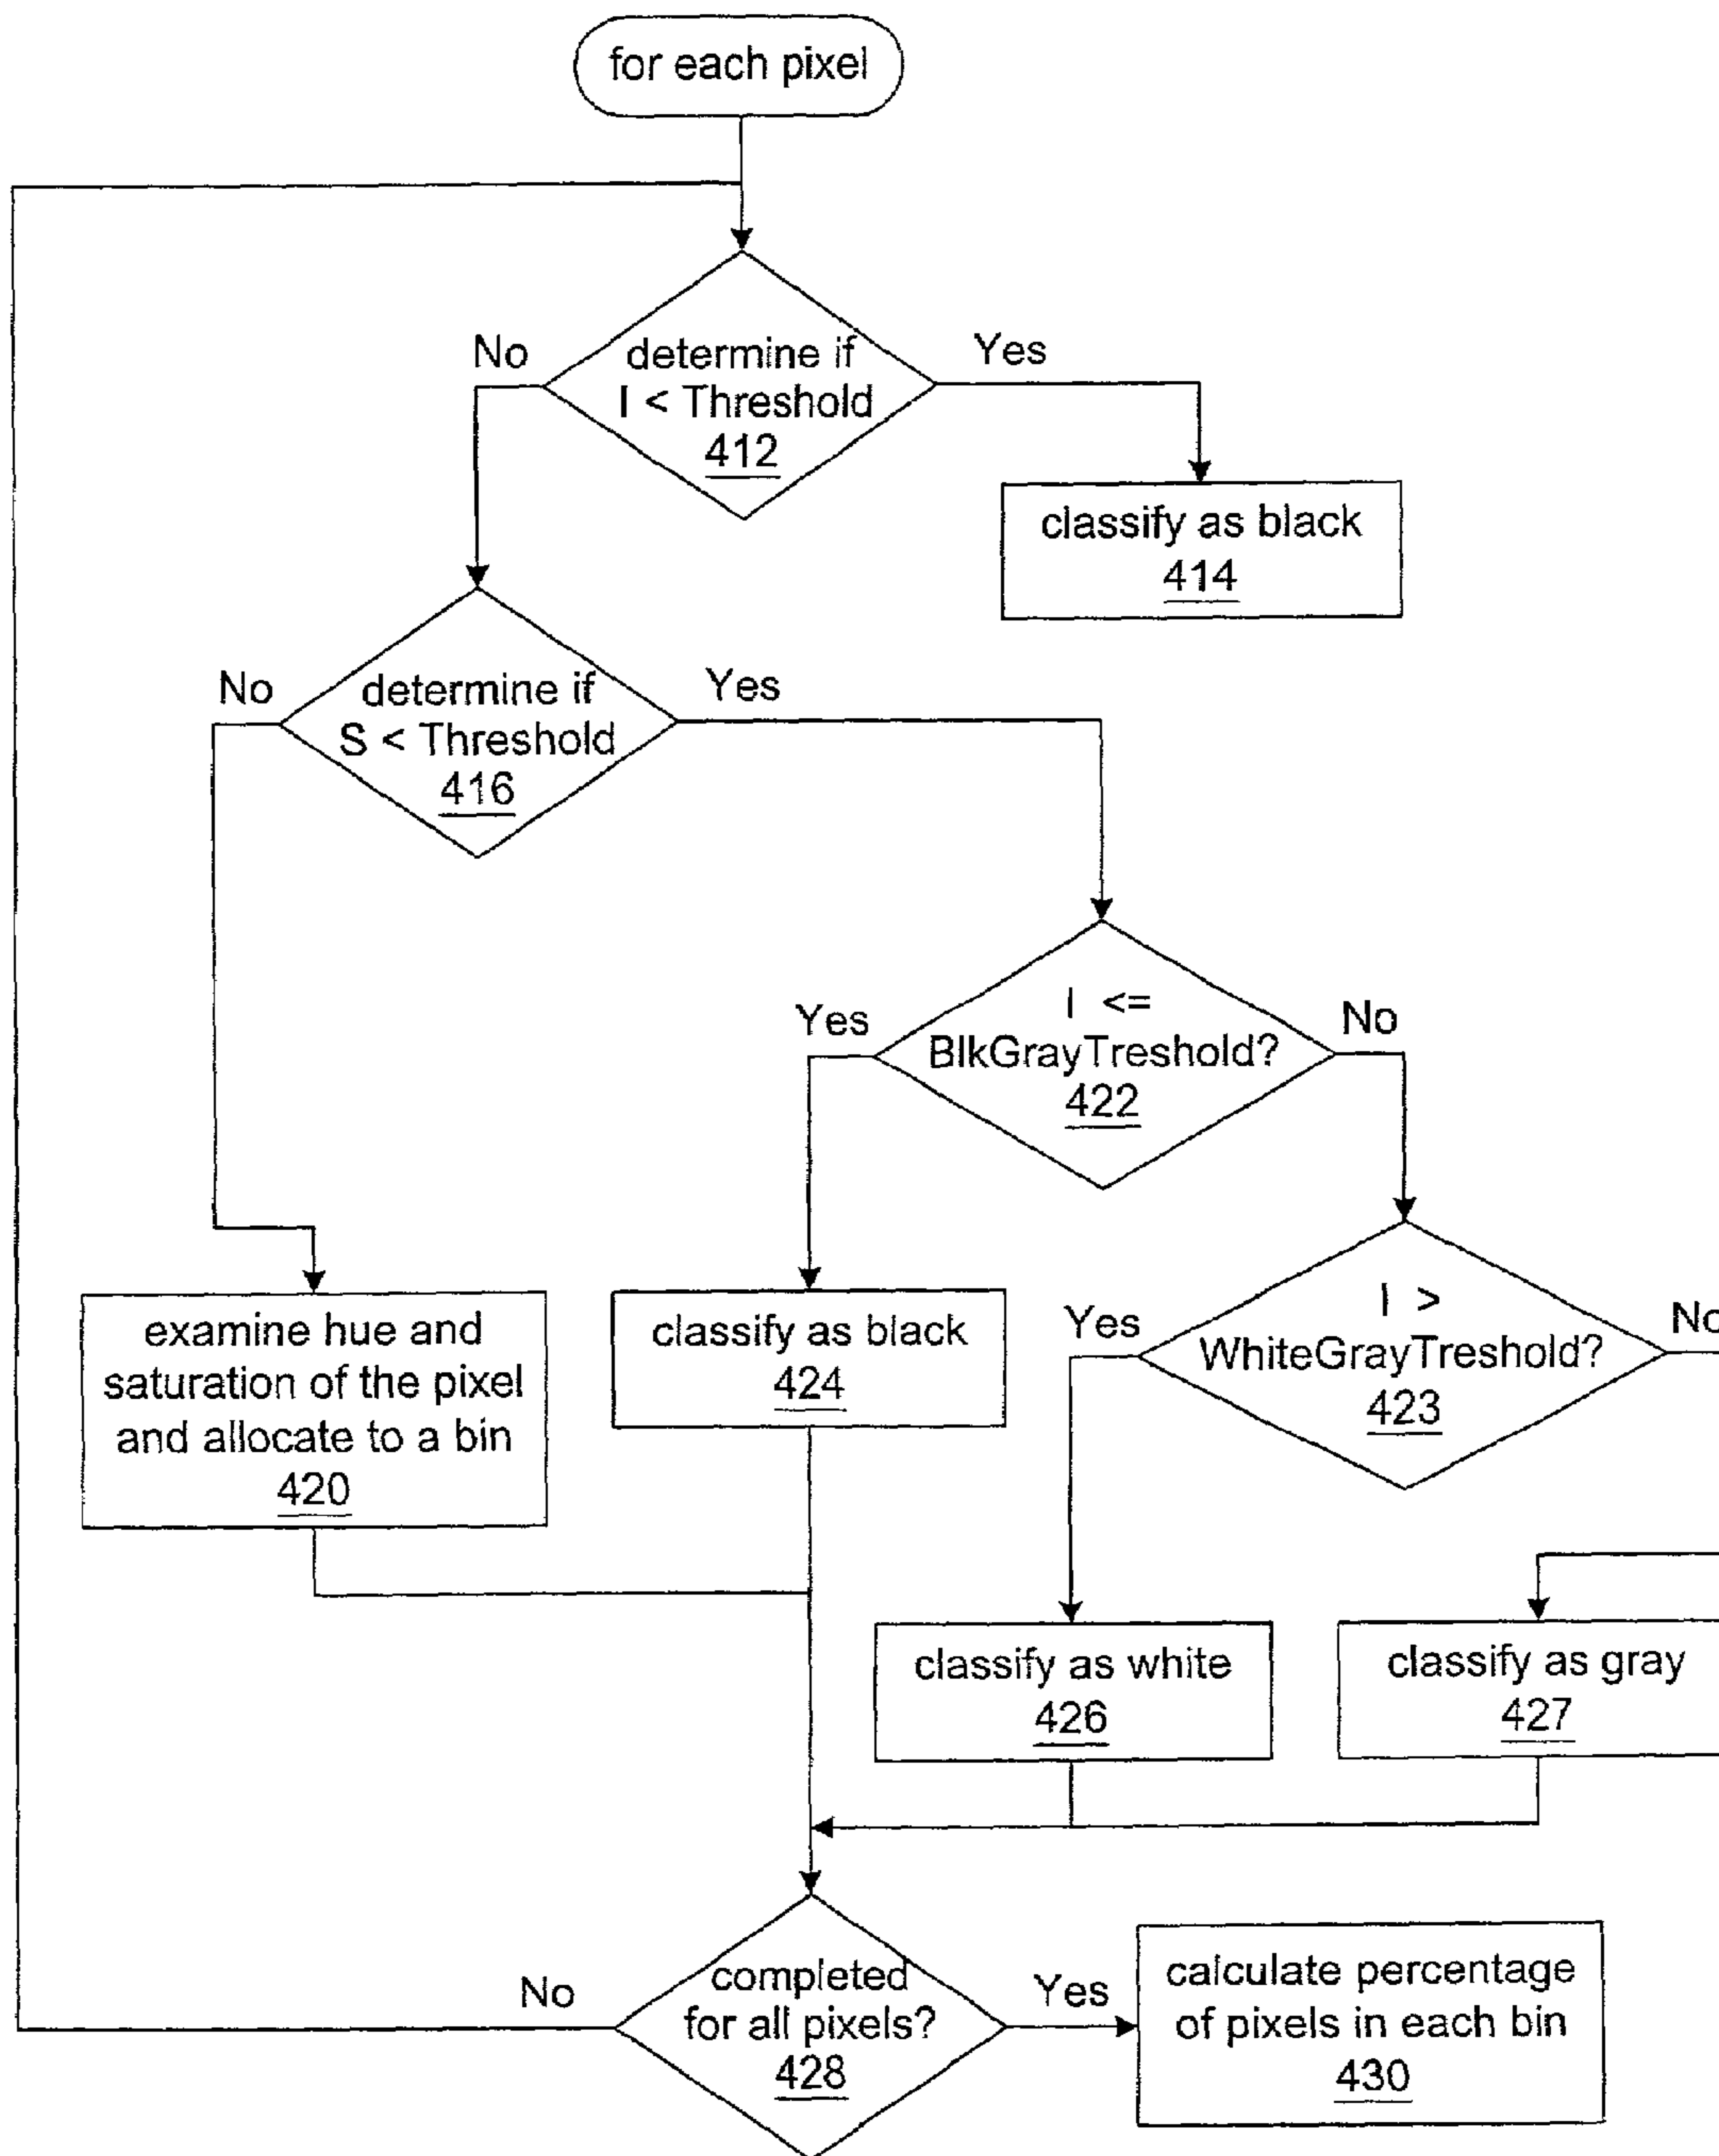 for each pixel
No
determine if
I < Threshold
412
Yes
classify as black
414
No
determine if
S < Threshold
416
Yes
Yes
I <=
BlkGrayTreshold?
422
No
examine hue and
saturation of the pixel
and allocate to a bin
420
classify as black
424
Yes
I >
WhiteGrayTreshold?
423
No
classify as white
426
classify as gray
427
No
completed
for all pixels?
428
Yes
calculate percentage
of pixels in each bin
430